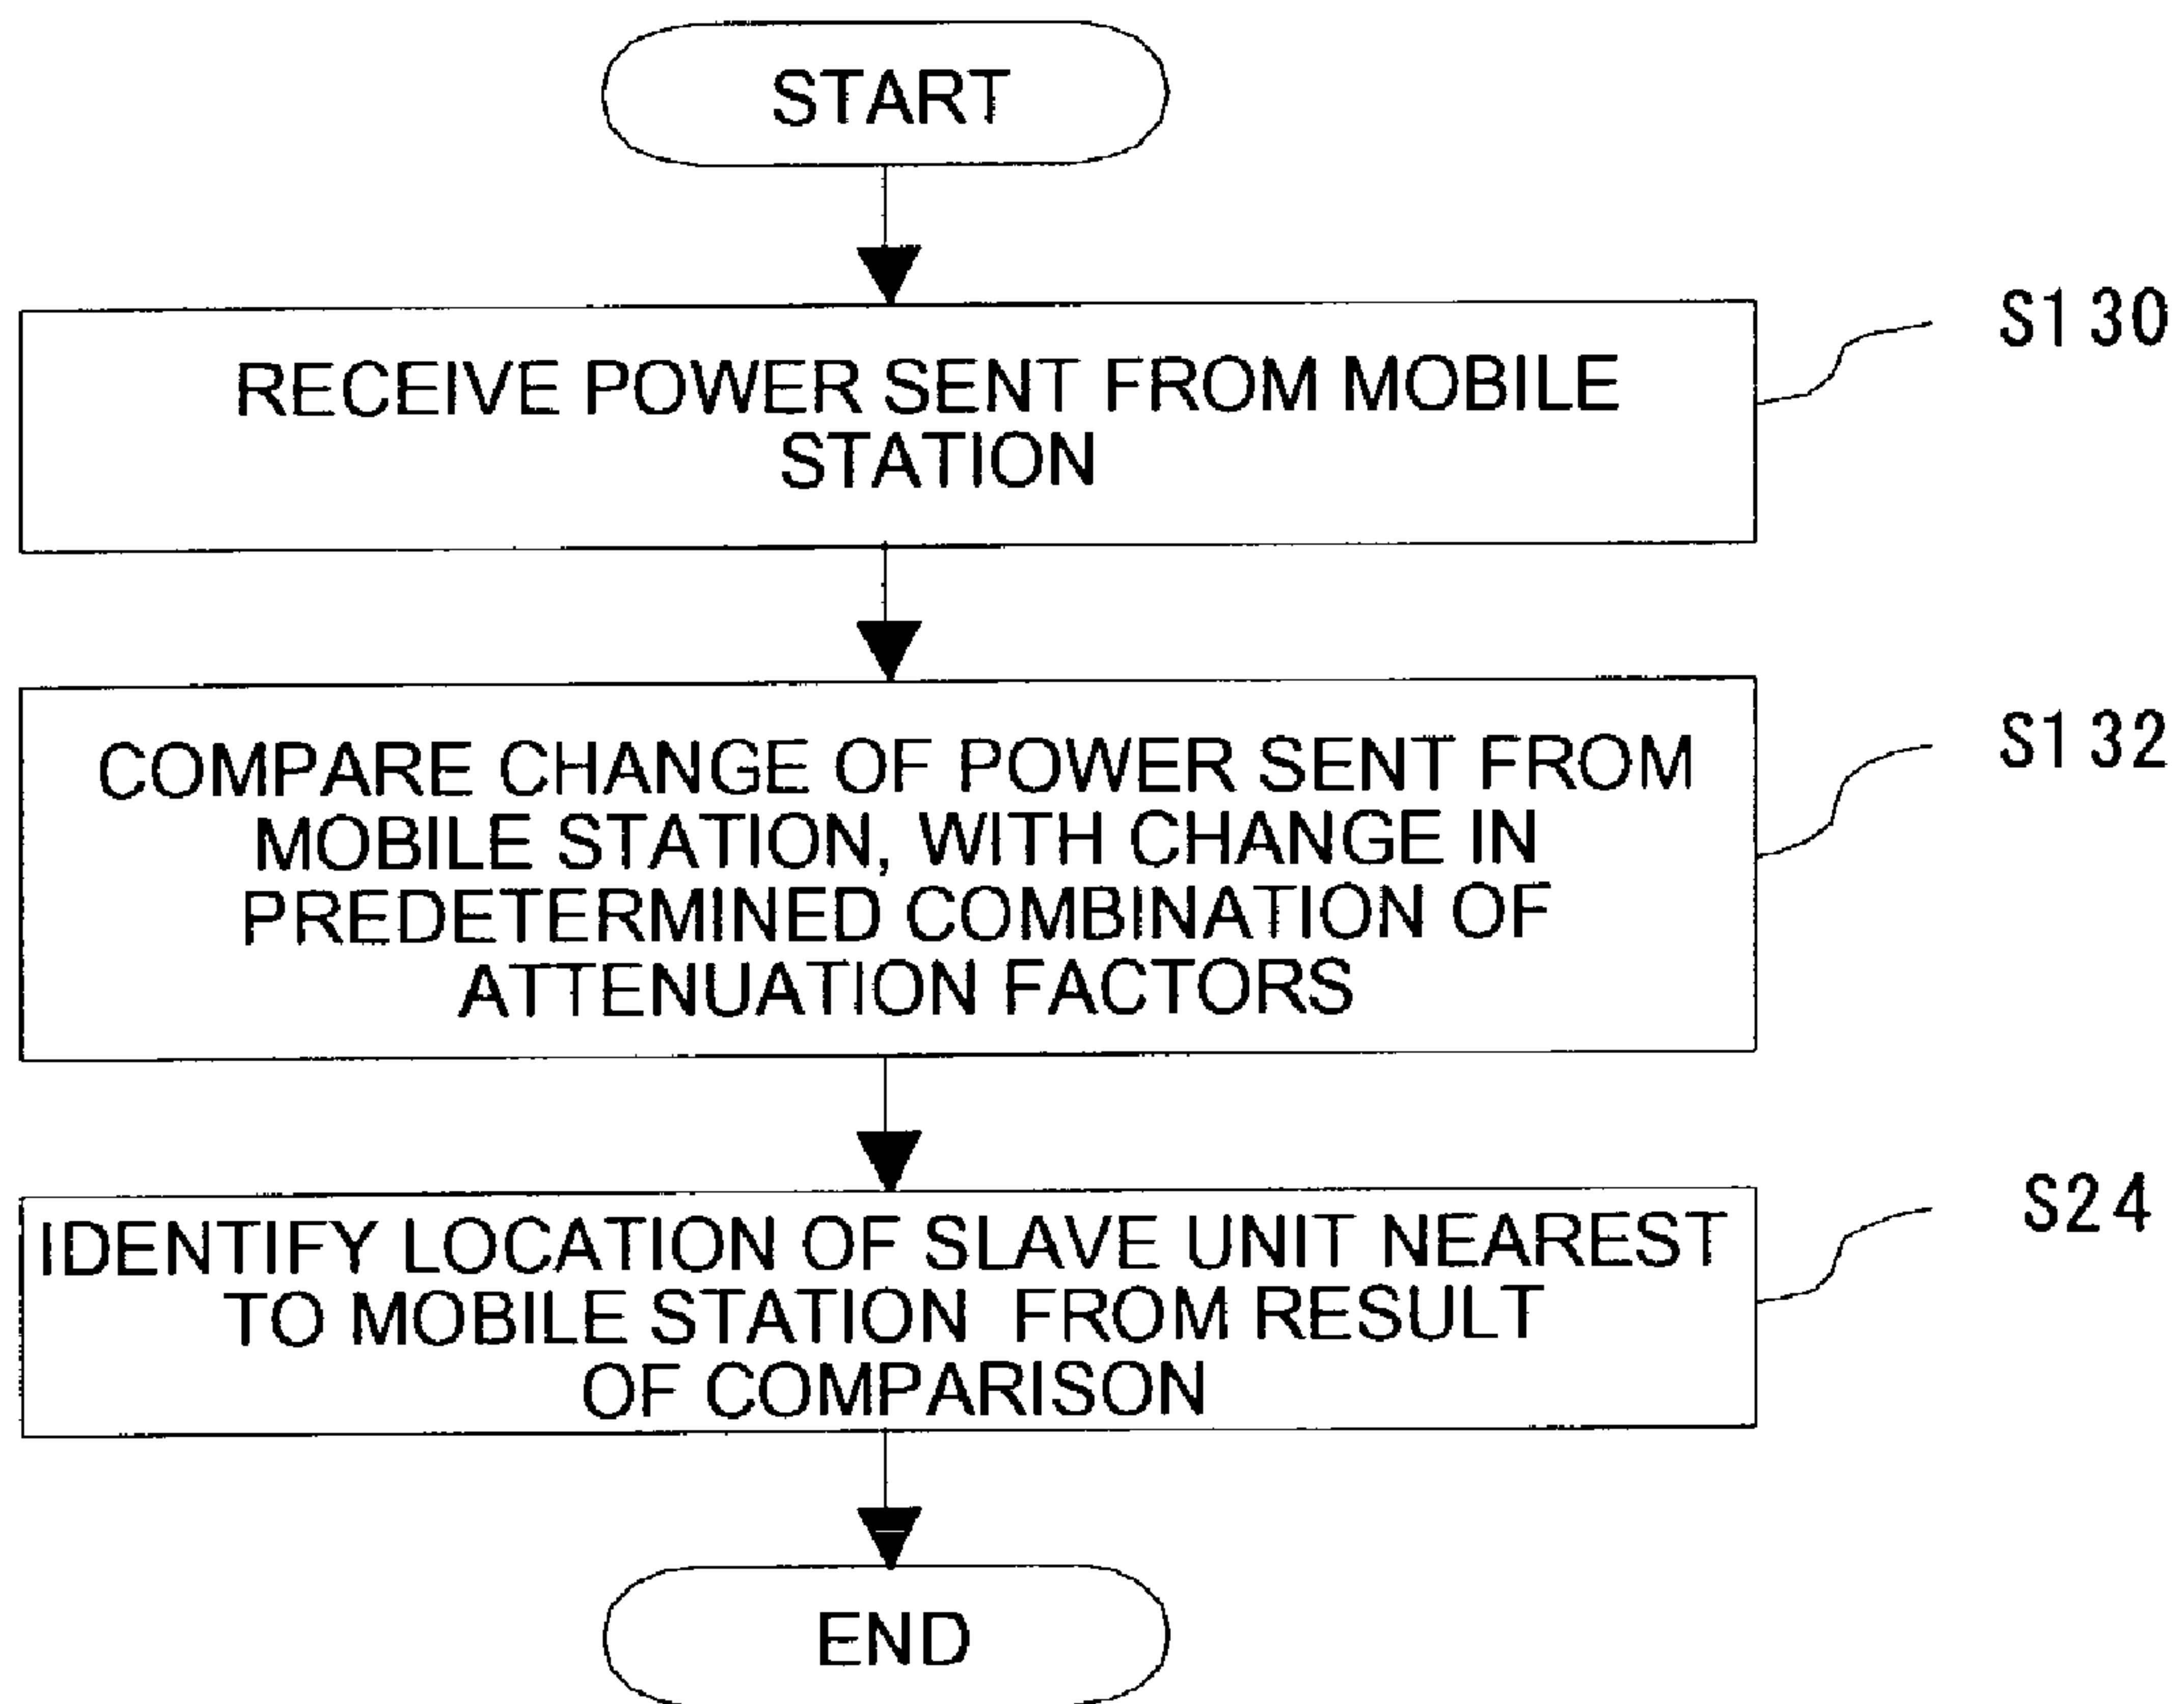 START
S130
RECEIVE POWER SENT FROM MOBILE
STATION
S132
COMPARE CHANGE OF POWER SENT FROM
MOBILE STATION, WITH CHANGE IN
PREDETERMINED COMBINATION OF
ATTENUATION FACTORS
S24
IDENTIFY LOCATION OF SLAVE UNIT NEAREST
TO MOBILE STATION FROM RESULT
OF COMPARISON
END